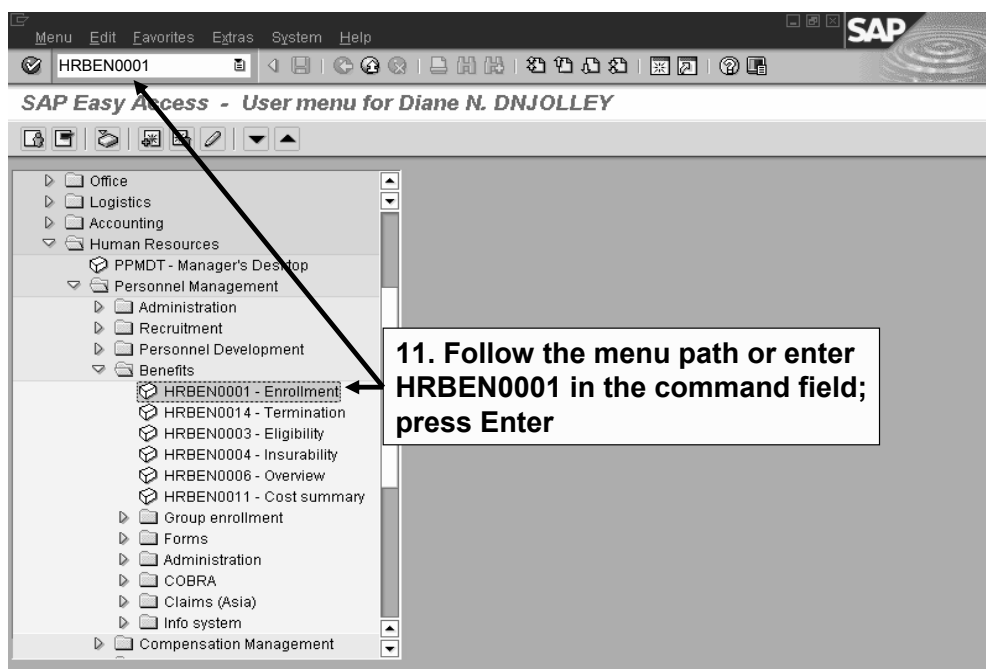 Menu Edit Favorites Extras System Help
SAP
HRBEN0001
SAP Easy Access - User menu for Diane N. DNJOLLEY
Office
Logistics
Accounting
Human Resources
PPMDT - Manager's Desktop
Personnel Management
Administration
Recruitment
Personnel Development
Benefits
HRBEN0001 - Enrollment
HRBEN0014 - Termination
HRBEN0003 - Eligibility
HRBEN0004 - Insurability
HRBEN0006 - Overview
HRBEN0011 - Cost summary
Group enrollment
Forms
Administration
COBRA
Claims (Asia)
Info system
Compensation Management
11. Follow the menu path or enter
HRBEN0001 in the command field;
press Enter